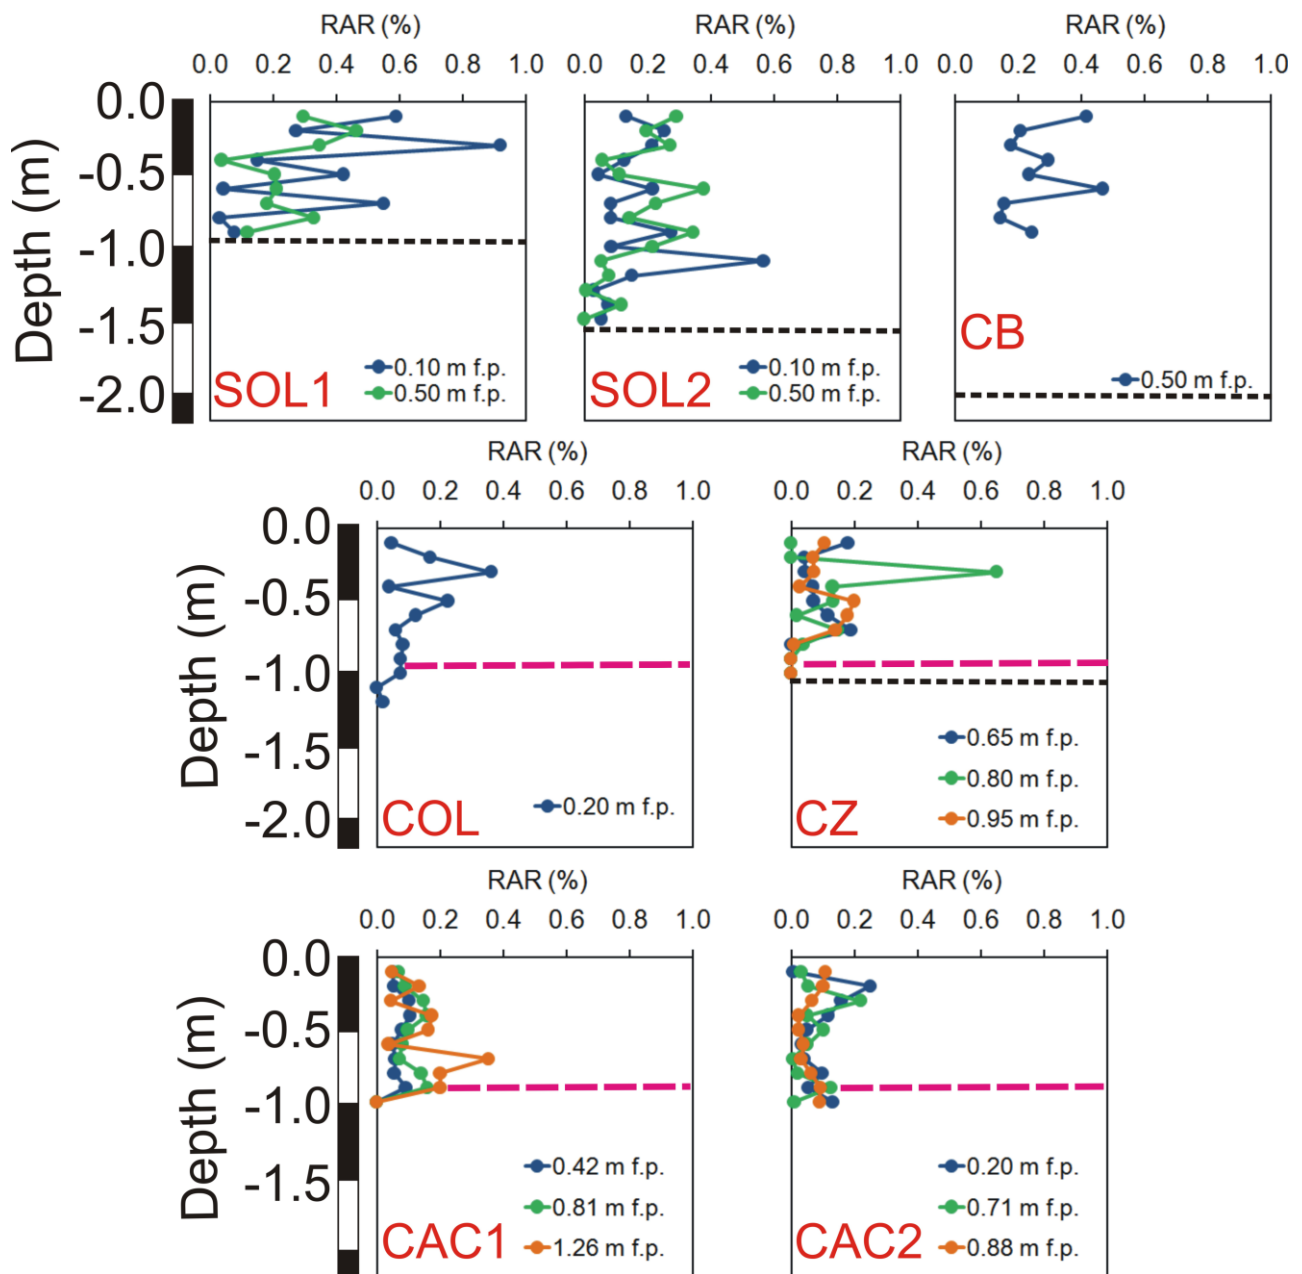 RAR (%) RAR (%) RAR (%)
0.0 0.2 0.4 0.6 0.8 1.0 0.0 0.2 0.4 0.6 0.8 1.0 0.0 0.2 0.4 0.6 0.8 1.0
Depth (m)
0.0
-0.5
-1.0
-1.5
-2.0
SOL1
0.10 m f.p.
0.50 m f.p.
SOL2
0.10 m f.p.
0.50 m f.p.
CB
0.50 m f.p.
RAR (%) RAR (%)
0.0 0.2 0.4 0.6 0.8 1.0 0.0 0.2 0.4 0.6 0.8 1.0
Depth (m)
0.0
-0.5
-1.0
-1.5
-2.0
COL
0.20 m f.p.
CZ
0.65 m f.p.
0.80 m f.p.
0.95 m f.p.
RAR (%) RAR (%)
0.0 0.2 0.4 0.6 0.8 1.0 0.0 0.2 0.4 0.6 0.8 1.0
Depth (m)
0.0
-0.5
-1.0
-1.5
CAC1
0.42 m f.p.
0.81 m f.p.
1.26 m f.p.
CAC2
0.20 m f.p.
0.71 m f.p.
0.88 m f.p.